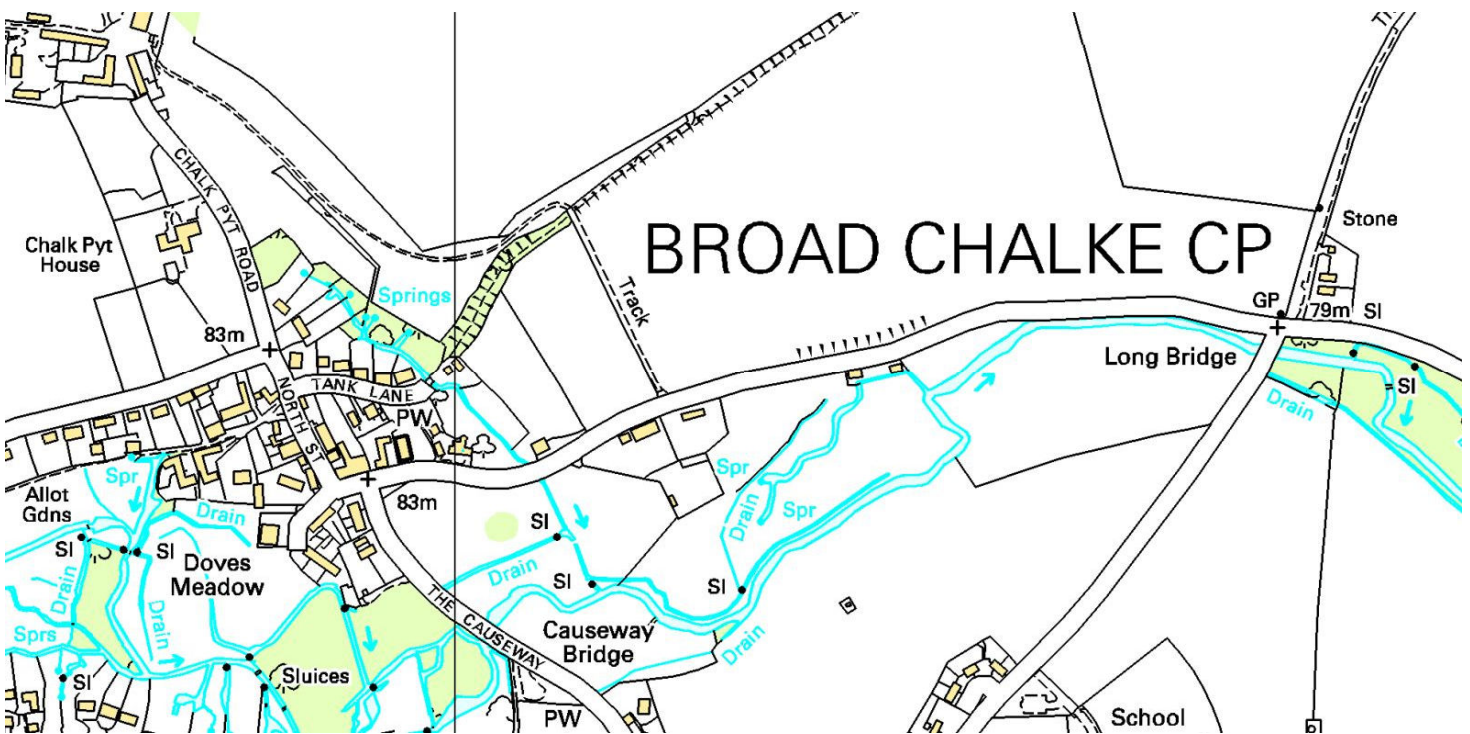 CHALK PYT ROAD
Chalk Pyt
House
Springs
83m
TANK LANE
NORTH ST
PW
Track
BROAD CHALKE CP
Stone
GP
79m
Sl
Long Bridge
Sl
Drain
Allot
Gdns
Spr
Drain
83m
Sl
Sl
Doves
Meadow
Drain
Drain
Sprs
Sl
Sluices
THE CAUSEWAY
Sl
Drain
Sl
Causeway
Bridge
PW
Spr
Drain
Spr
Sl
Drain
School